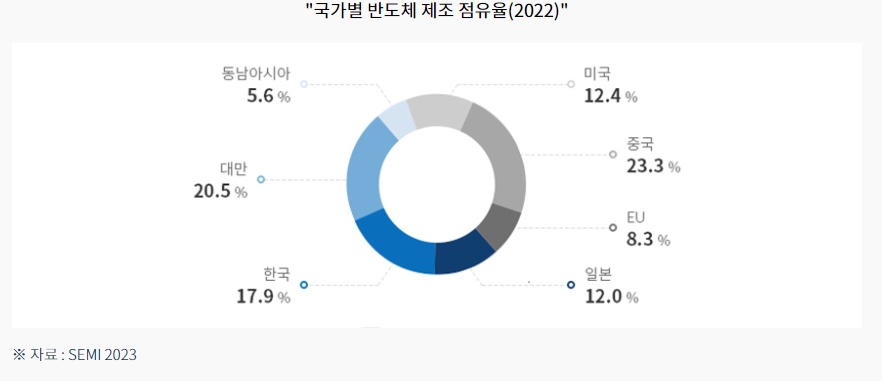 "국가별 반도체 제조 점유율(2022)"
동남아시아
5.6 %
미국
12.4 %
중국
23.3 %
대만
20.5 %
EU
8.3 %
한국
17.9 %
일본
12.0 %
※ 자료 : SEMI 2023